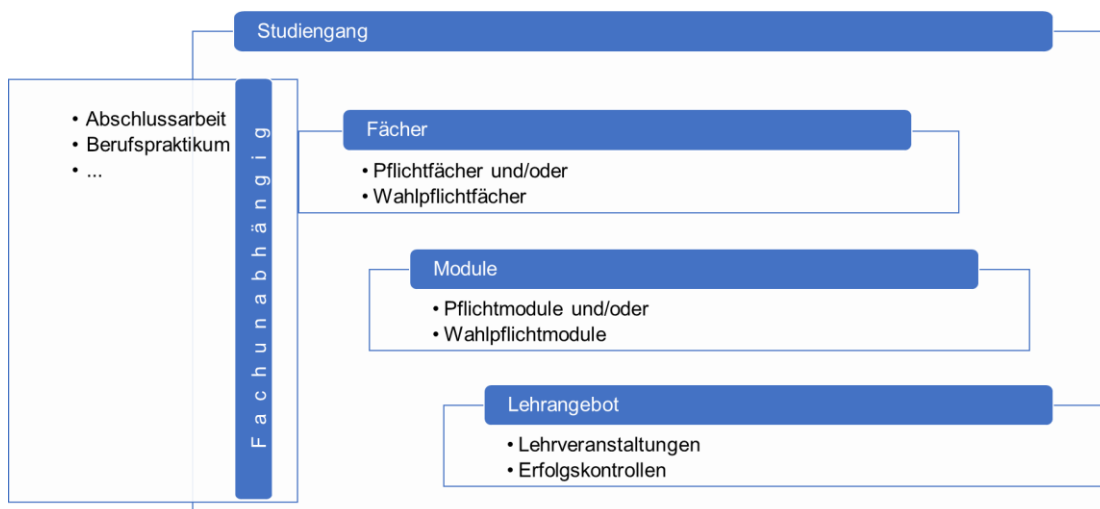 Studiengang
• Abschlussarbeit
• Berufspraktikum
• ...
Fachunabhängig
Fächer
• Pflichtfächer und/oder
• Wahlpflichtfächer
Module
• Pflichtmodule und/oder
• Wahlpflichtmodule
Lehrangebot
• Lehrveranstaltungen
• Erfolgskontrollen